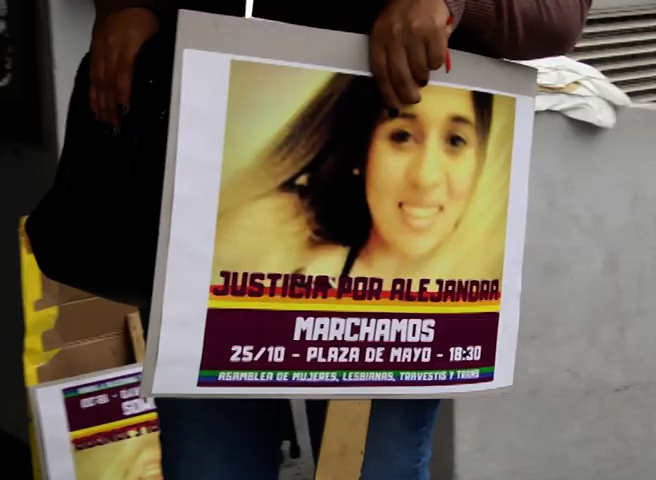 JUSTICIA POR ALEJANDRA
MARCHAMOS
25/10 - PLAZA DE MAYO - 18:30
ASAMBLEA DE MUJERES, LESBIANAS, TRAVESTIS Y TRANS